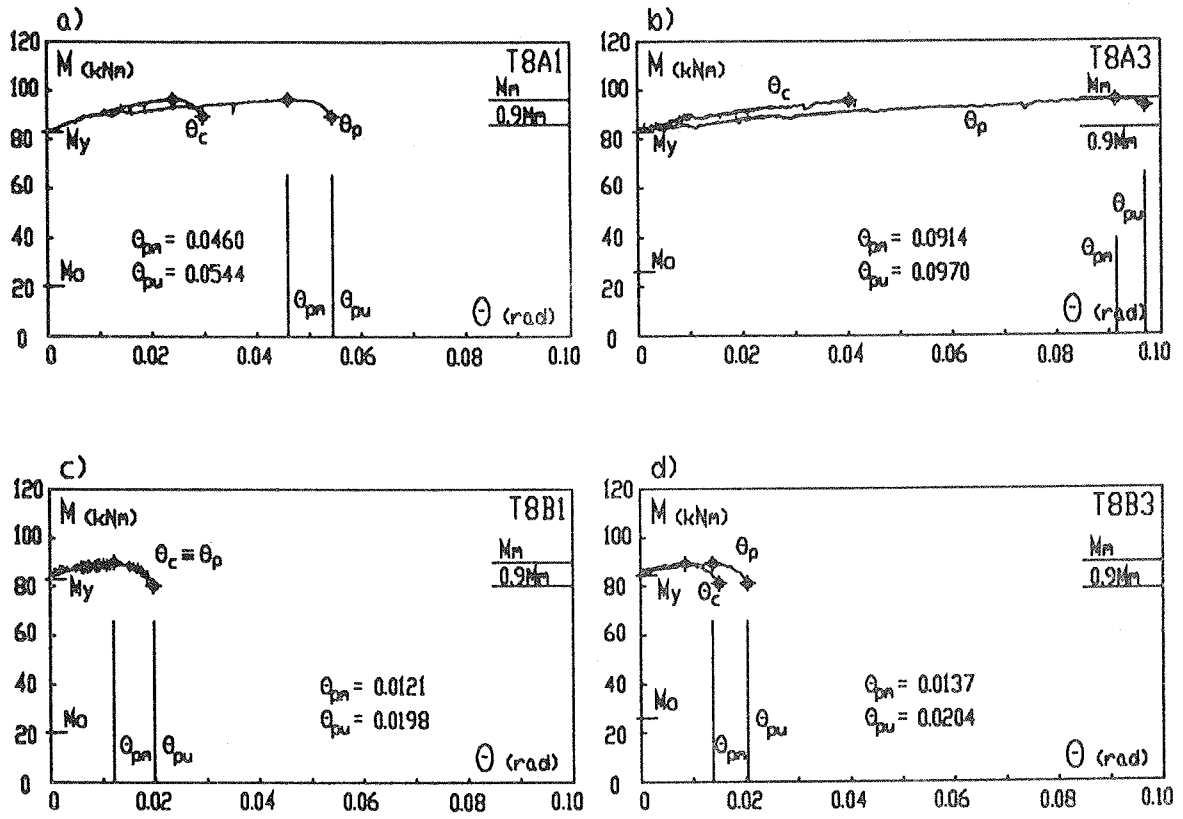 a)
120
100
80
60
40
20
0
M (kNm)
T8A1
Mm
0.9Mm
My
Mo
θc
θp
θpm = 0.0460
θpu = 0.0544
θpm
θpu
Θ (rad)
0 0.02 0.04 0.06 0.08 0.10
b)
120
100
80
60
40
20
0
M (kNm)
T8A3
Mm
0.9Mm
My
Mo
θc
θp
θpm = 0.0914
θpu = 0.0970
θpu
θpm
Θ (rad)
0 0.02 0.04 0.06 0.08 0.10
c)
120
100
80
60
40
20
0
M (kNm)
T8B1
Mm
0.9Mm
My
Mo
θc ≡ θp
θpm = 0.0121
θpu = 0.0198
θpm
θpu
Θ (rad)
0 0.02 0.04 0.06 0.08 0.10
d)
120
100
80
60
40
20
0
M (kNm)
T8B3
Mm
0.9Mm
My
Mo
θp
θc
θpm = 0.0137
θpu = 0.0204
θpm
θpu
Θ (rad)
0 0.02 0.04 0.06 0.08 0.10